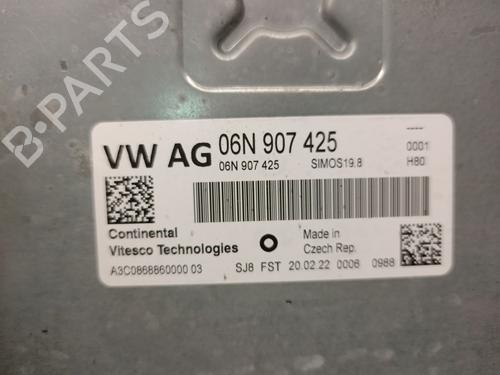 B-PARTS
VW AG 06N 907 425
06N 907 425 SIMOS19.8
----
0001
H80
Continental
Vitesco Technologies
Made in
Czech Rep.
A3C0868860000 03 SJ8 FST 20.02.22 0006 0988